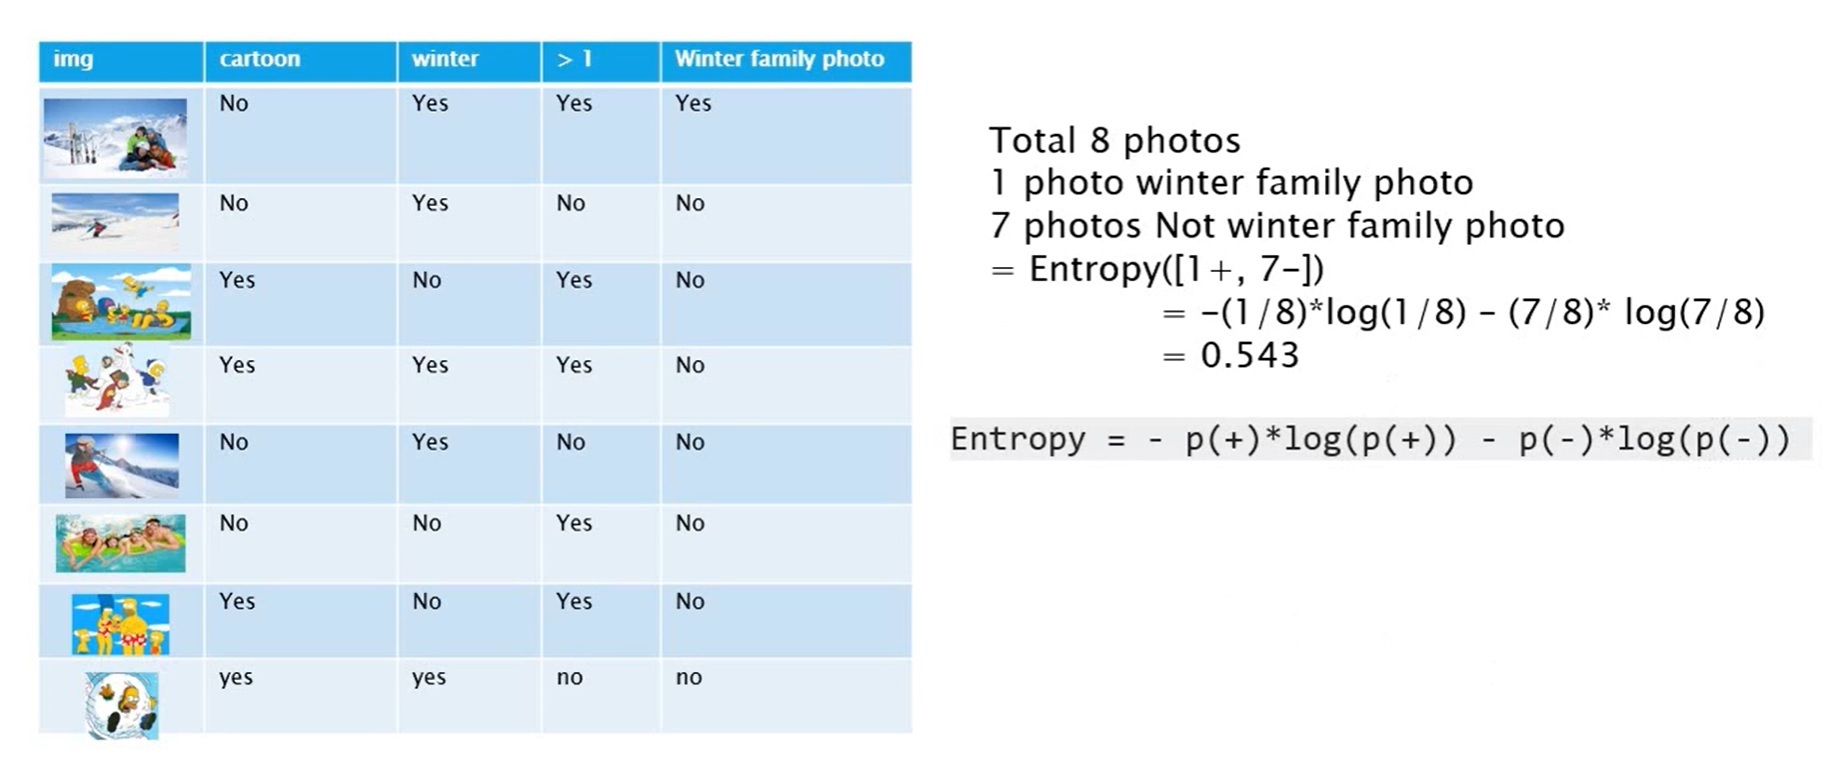 img cartoon winter > 1 Winter family photo
No Yes Yes Yes
No Yes No No
Yes No Yes No
Yes Yes Yes No
No Yes No No
No No Yes No
Yes No Yes No
yes yes no no
Total 8 photos
1 photo winter family photo
7 photos Not winter family photo
= Entropy([1+, 7-])
= -(1/8)*log(1/8) - (7/8)* log(7/8)
= 0.543
Entropy = - p(+)*log(p(+)) - p(-)*log(p(-))